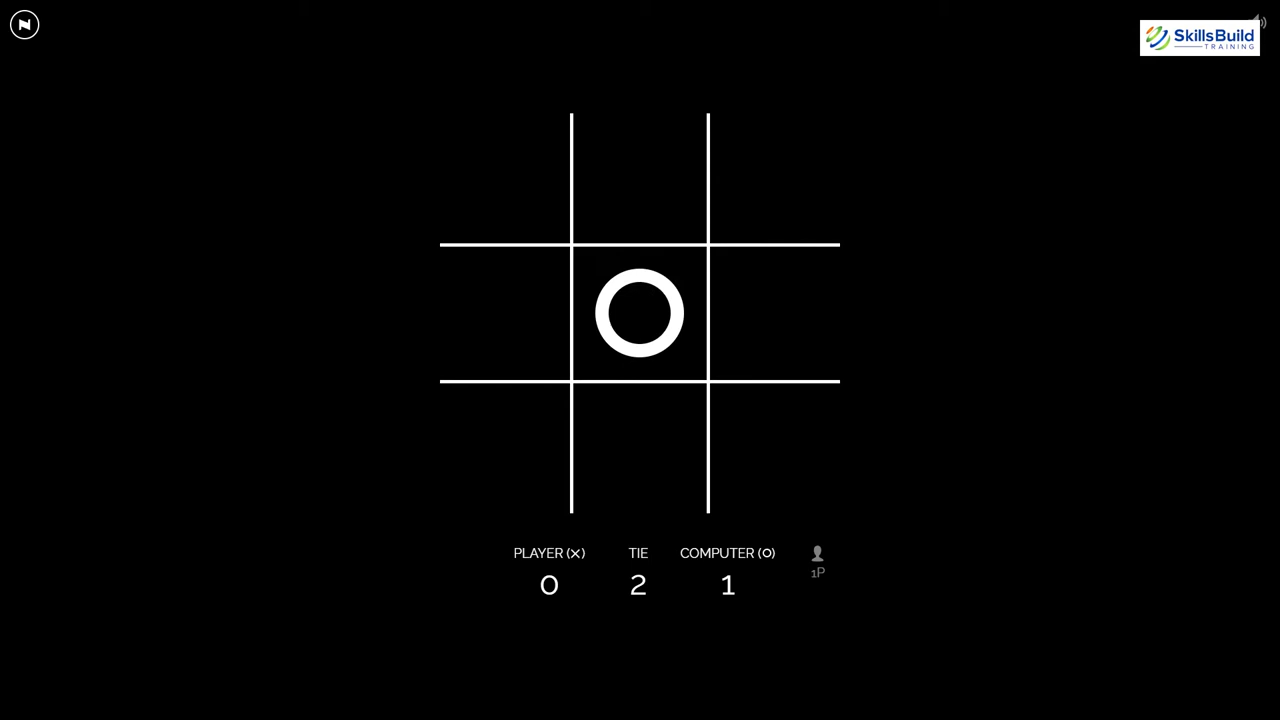 SkillsBuild
TRAINING
PLAYER (X) TIE COMPUTER (O)
0 2 1
1P